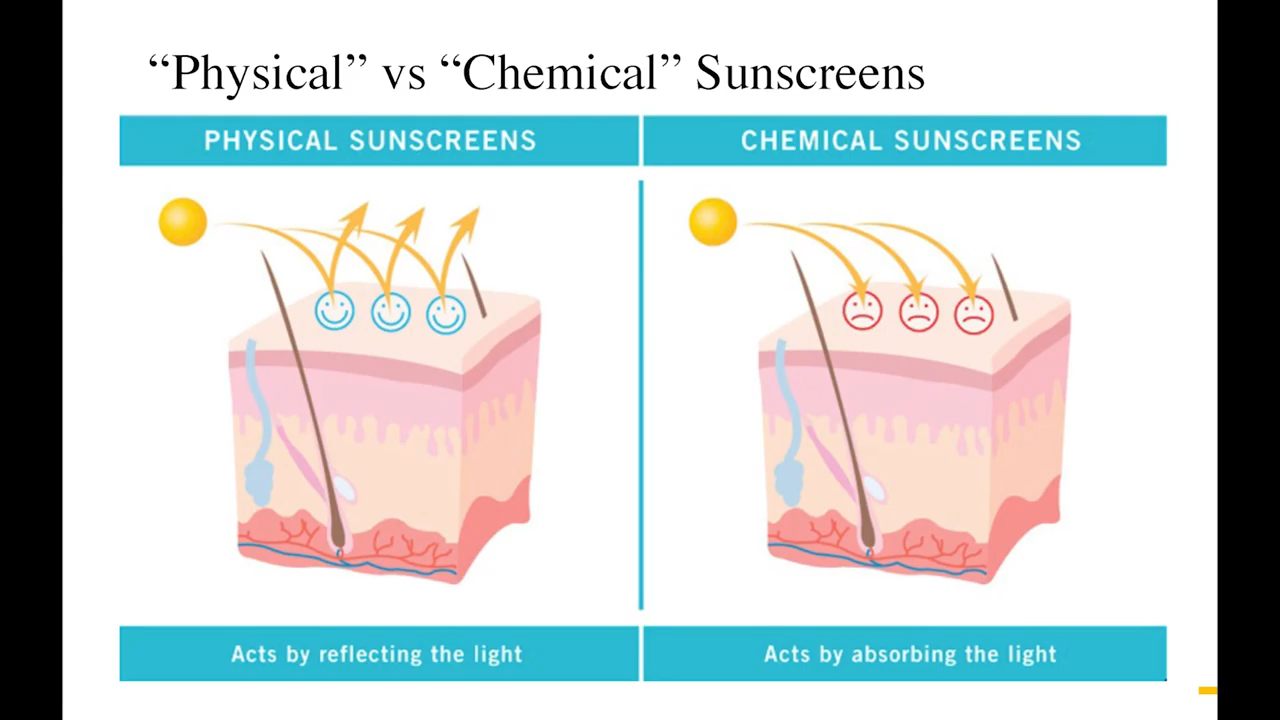 “Physical” vs “Chemical” Sunscreens
PHYSICAL SUNSCREENS
CHEMICAL SUNSCREENS
Acts by reflecting the light
Acts by absorbing the light